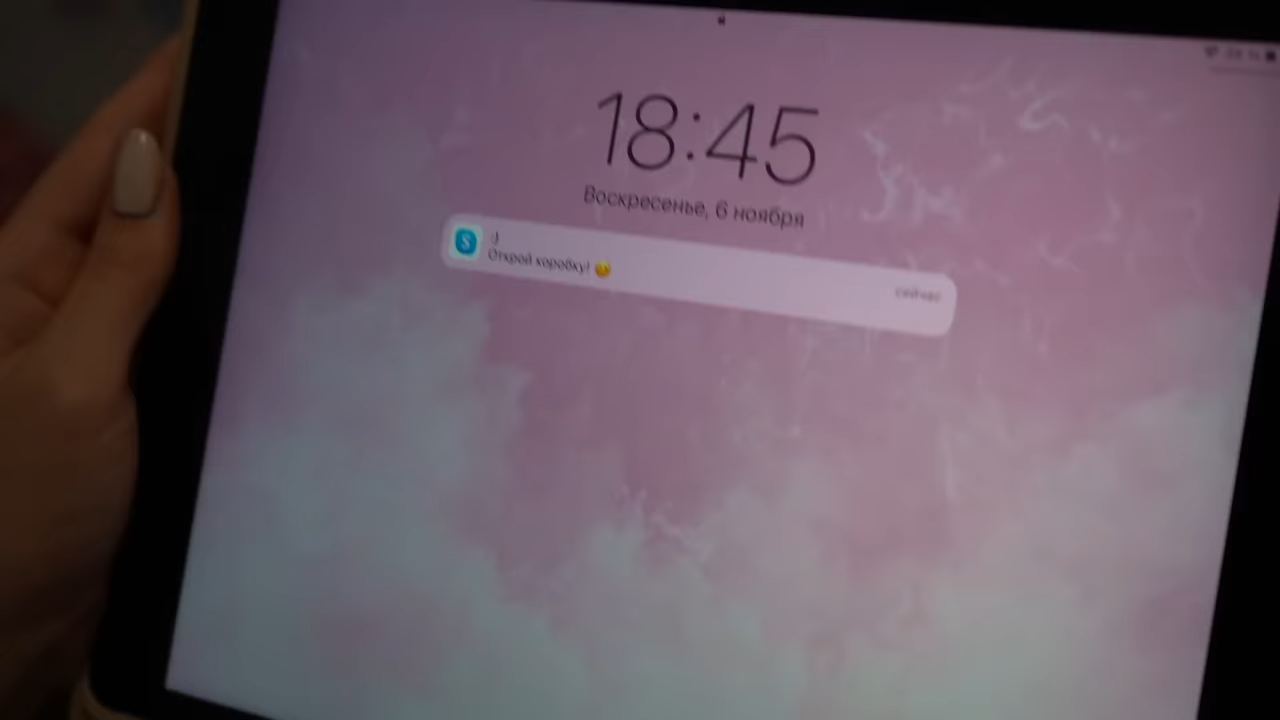 18:45
Воскресенье, 6 ноября
:)
Открой коробку! 😊
сейчас